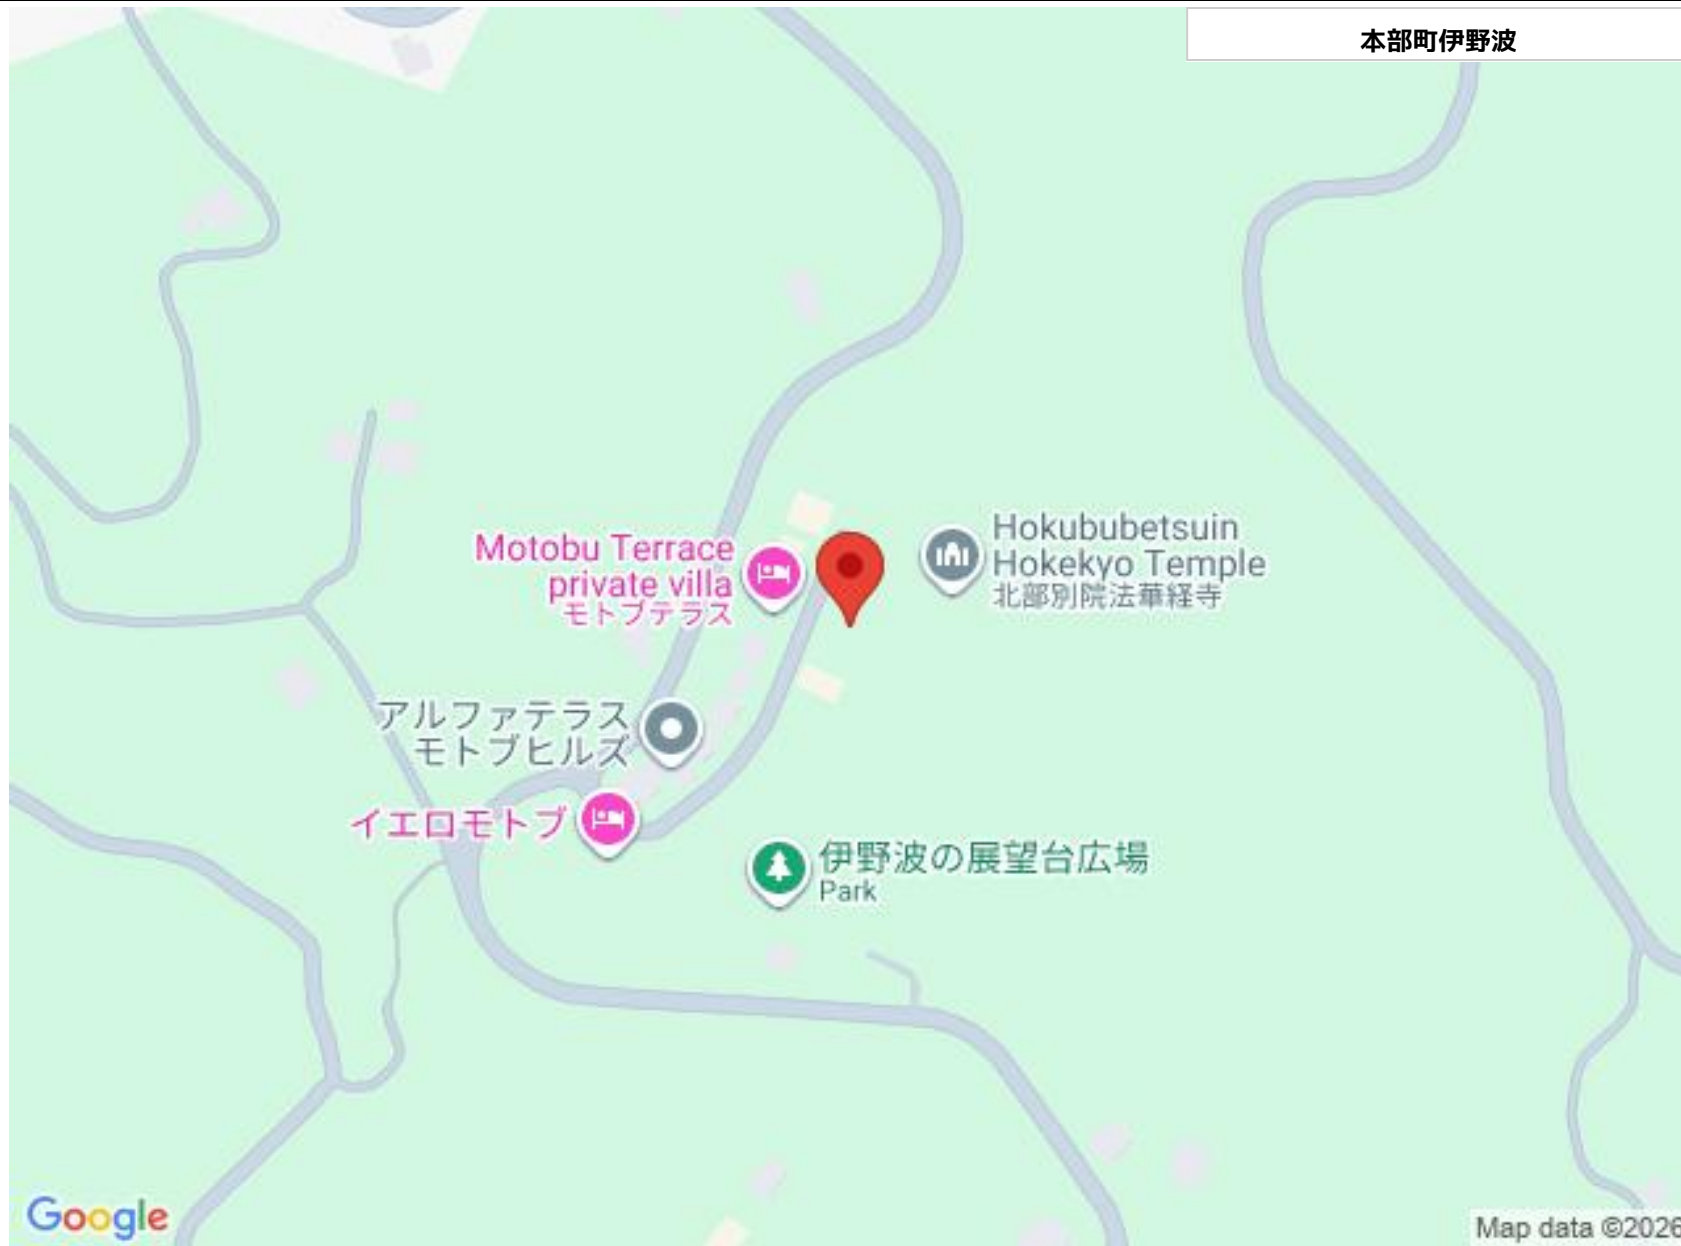 本部町伊野波
Motobu Terrace
private villa
モトブテラス
Hokububetsuin
Hokekyo Temple
北部別院法華経寺
アルファテラス
モトブヒルズ
イエロモトブ
伊野波の展望台広場
Park
Google
Map data ©2026